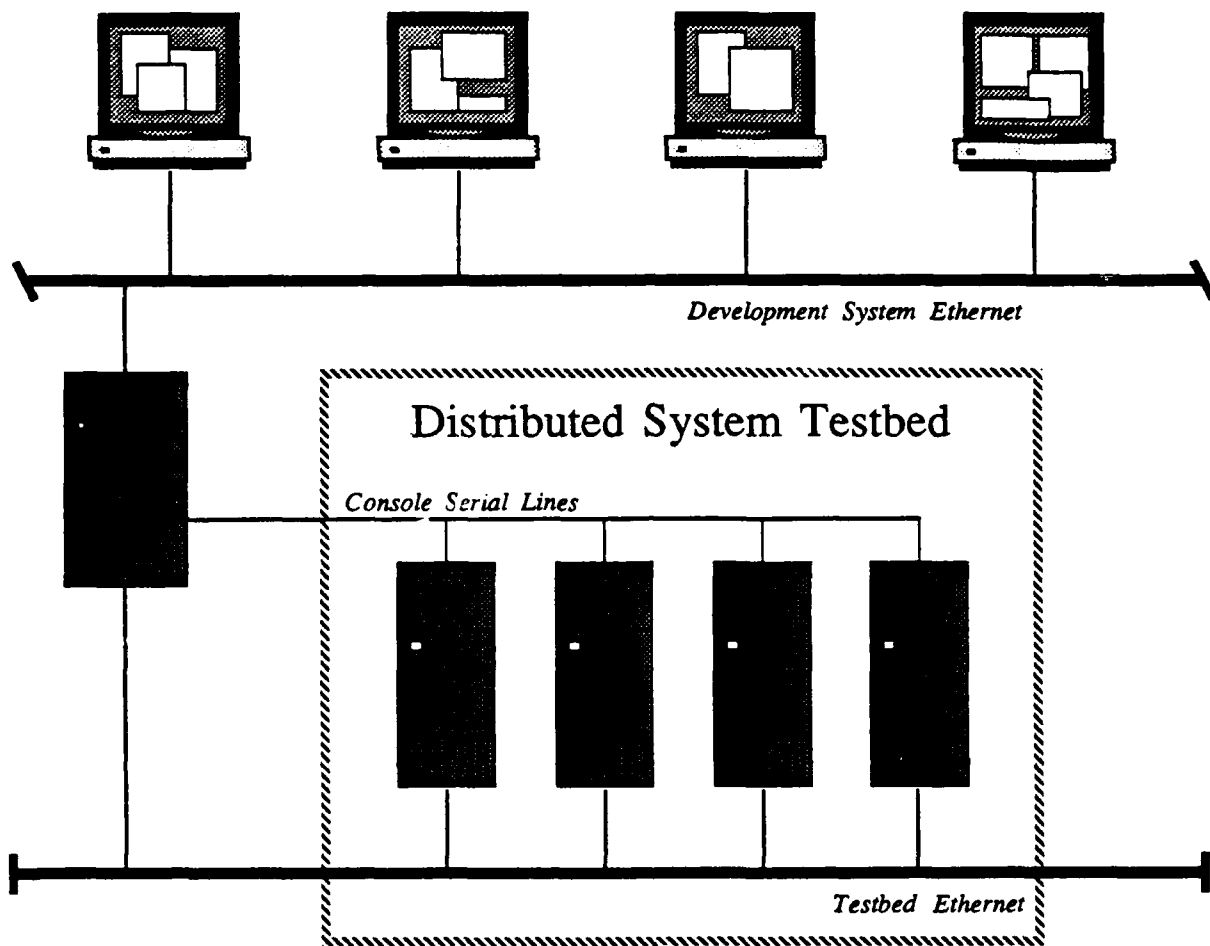 Development System Ethernet
Distributed System Testbed
Console Serial Lines
Testbed Ethernet